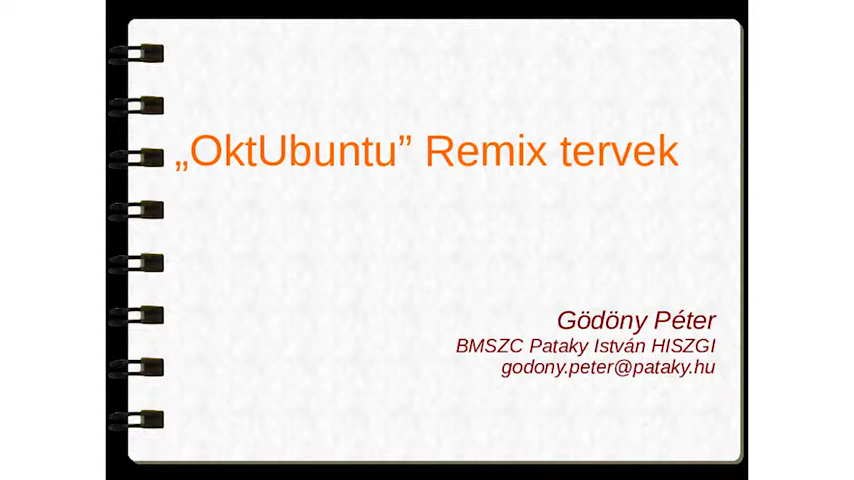 „OktUbuntu” Remix tervek
Gödöny Péter
BMSZC Pataky István HISZGI
godony.peter@pataky.hu